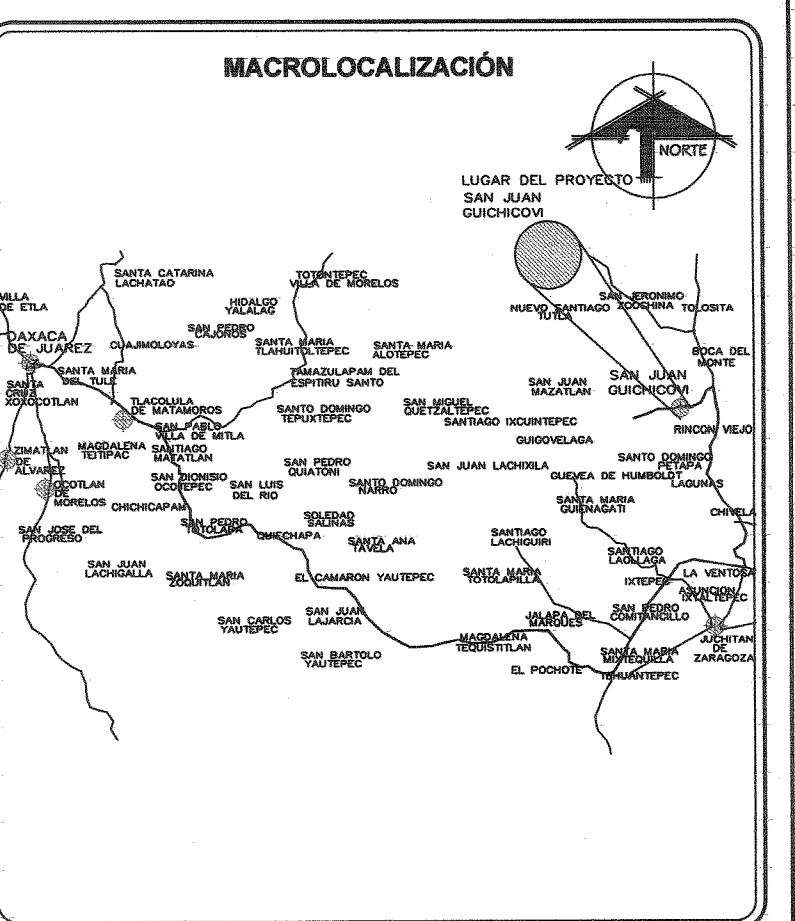 MACROLOCALIZACIÓN
NORTE
LUGAR DEL PROYECTO
SAN JUAN
GUICHICOVI
SANTA CATARINA
LACHATAO
TOTONTEPEC
VILLA DE MORELOS
VILLA
DE ETLA
HIDALGO
YALALAG
SAN JERONIMO
ZOOCHINA
TOLOSITA
NUEVO SANTIAGO
TUTLA
OAXACA
DE JUAREZ
CUAJIMOLOYAS
SAN PEDRO
CAJONOS
SANTA MARIA
TLAHUITOLTEPEC
SANTA MARIA
ALOTEPEC
BOCA DEL
MONTE
SANTA MARIA
DEL TULE
TAMAZULAPAM DEL
ESPITIRU SANTO
SAN JUAN
MAZATLAN
SAN JUAN
GUICHICOVI
SANTA
CRUZ
XOXOCOTLAN
TLACOLULA
DE MATAMOROS
SANTO DOMINGO
TEPUXTEPEC
SAN MIGUEL
QUETZALTEPEC
SANTIAGO IXCUINTEPEC
RINCON VIEJO
SAN PABLO
VILLA DE MITLA
GUIGOVELAGA
ZIMATLAN
DE
ALVAREZ
MAGDALENA
TEITIPAC
SANTIAGO
MATATLAN
SAN PEDRO
QUIATONI
SAN JUAN LACHIXILA
SANTO DOMINGO
PETAPA
LAGUNAS
GUEVEA DE HUMBOLDT
OCOTLAN
DE
MORELOS
SAN DIONISIO
OCOTEPEC
SAN LUIS
DEL RIO
SANTO DOMINGO
NARRO
SANTA MARIA
GUIENAGATI
CHIVELA
CHICHICAPAM
SAN PEDRO
TOTOLAPA
SOLEDAD
SALINAS
SAN JOSE DEL
PROGRESO
QUIECHAPA
SANTA ANA
TAVELA
SANTIAGO
LACHIGUIRI
SANTIAGO
LAOLLAGA
SAN JUAN
LACHIGALLA
SANTA MARIA
ZOQUITLAN
EL CAMARON YAUTEPEC
SANTA MARIA
TOTOLAPILLA
IXTEPEC
LA VENTOSA
ASUNCION
IXTALTEPEC
SAN CARLOS
YAUTEPEC
SAN JUAN
LAJARCIA
JALAPA DEL
MARQUES
SAN PEDRO
COMITANCILLO
MAGDALENA
TEQUISTITLAN
JUCHITAN
DE
ZARAGOZA
SAN BARTOLO
YAUTEPEC
SANTA MARIA
MIXTEQUILLA
EL POCHOTE
TEHUANTEPEC